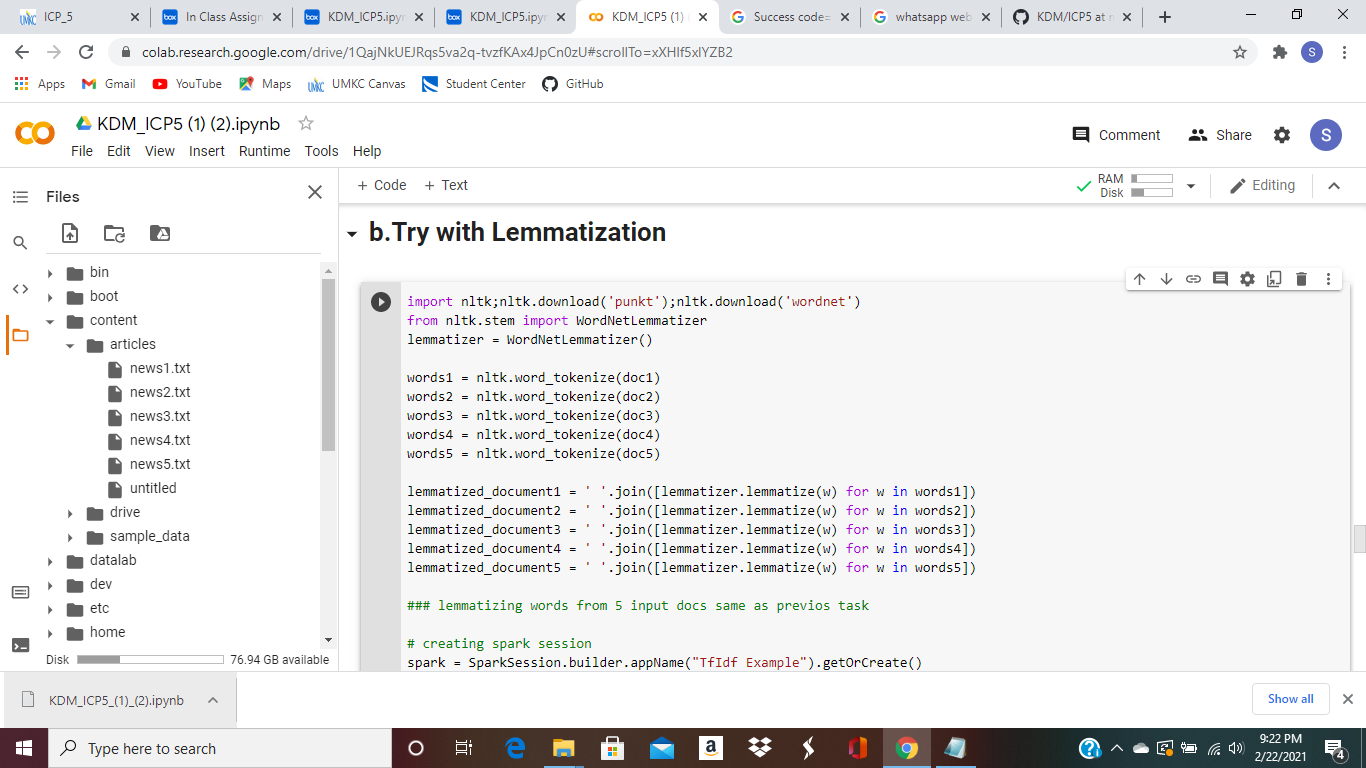 ICP_5
In Class Assign
KDM_ICP5.ipyn
KDM_ICP5.ipyn
KDM_ICP5 (1) (
Success code=
whatsapp web
KDM/ICP5 at m
colab.research.google.com/drive/1QajNkUEJRqs5va2q-tvzfKAx4JpCn0zU#scrollTo=xXHIf5xlYZB2
S
Apps
Gmail
YouTube
Maps
UMKC Canvas
Student Center
GitHub
KDM_ICP5 (1) (2).ipynb
File Edit View Insert Runtime Tools Help
Comment
Share
S
Files
+ Code + Text
RAM
Disk
Editing
bin
boot
content
articles
news1.txt
news2.txt
news3.txt
news4.txt
news5.txt
untitled
drive
sample_data
datalab
dev
etc
home
Disk
76.94 GB available
b.Try with Lemmatization
import nltk;nltk.download('punkt');nltk.download('wordnet')
from nltk.stem import WordNetLemmatizer
lemmatizer = WordNetLemmatizer()
words1 = nltk.word_tokenize(doc1)
words2 = nltk.word_tokenize(doc2)
words3 = nltk.word_tokenize(doc3)
words4 = nltk.word_tokenize(doc4)
words5 = nltk.word_tokenize(doc5)
lemmatized_document1 = ' '.join([lemmatizer.lemmatize(w) for w in words1])
lemmatized_document2 = ' '.join([lemmatizer.lemmatize(w) for w in words2])
lemmatized_document3 = ' '.join([lemmatizer.lemmatize(w) for w in words3])
lemmatized_document4 = ' '.join([lemmatizer.lemmatize(w) for w in words4])
lemmatized_document5 = ' '.join([lemmatizer.lemmatize(w) for w in words5])
### lemmatizing words from 5 input docs same as previos task
# creating spark session
spark = SparkSession.builder.appName("TfIdf Example").getOrCreate()
KDM_ICP5_(1)_(2).ipynb
Show all
Type here to search
9:22 PM
2/22/2021
4